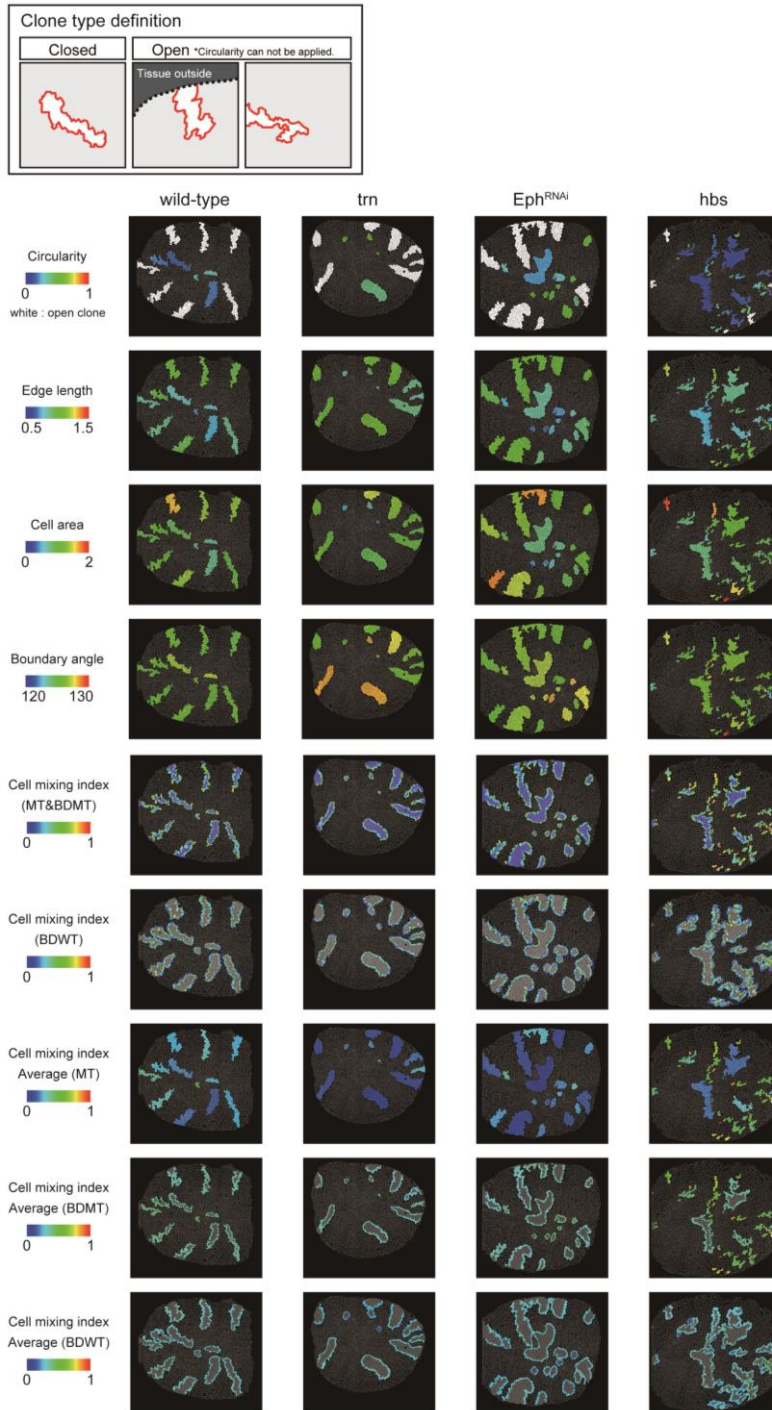 Clone type definition
Closed
Open *Circularity can not be applied.
Tissue outside
wild-type
trn
Eph^RNAi
hbs
Circularity
0 1
white : open clone
Edge length
0.5 1.5
Cell area
0 2
Boundary angle
120 130
Cell mixing index
(MT&BDMT)
0 1
Cell mixing index
(BDWT)
0 1
Cell mixing index
Average (MT)
0 1
Cell mixing index
Average (BDMT)
0 1
Cell mixing index
Average (BDWT)
0 1